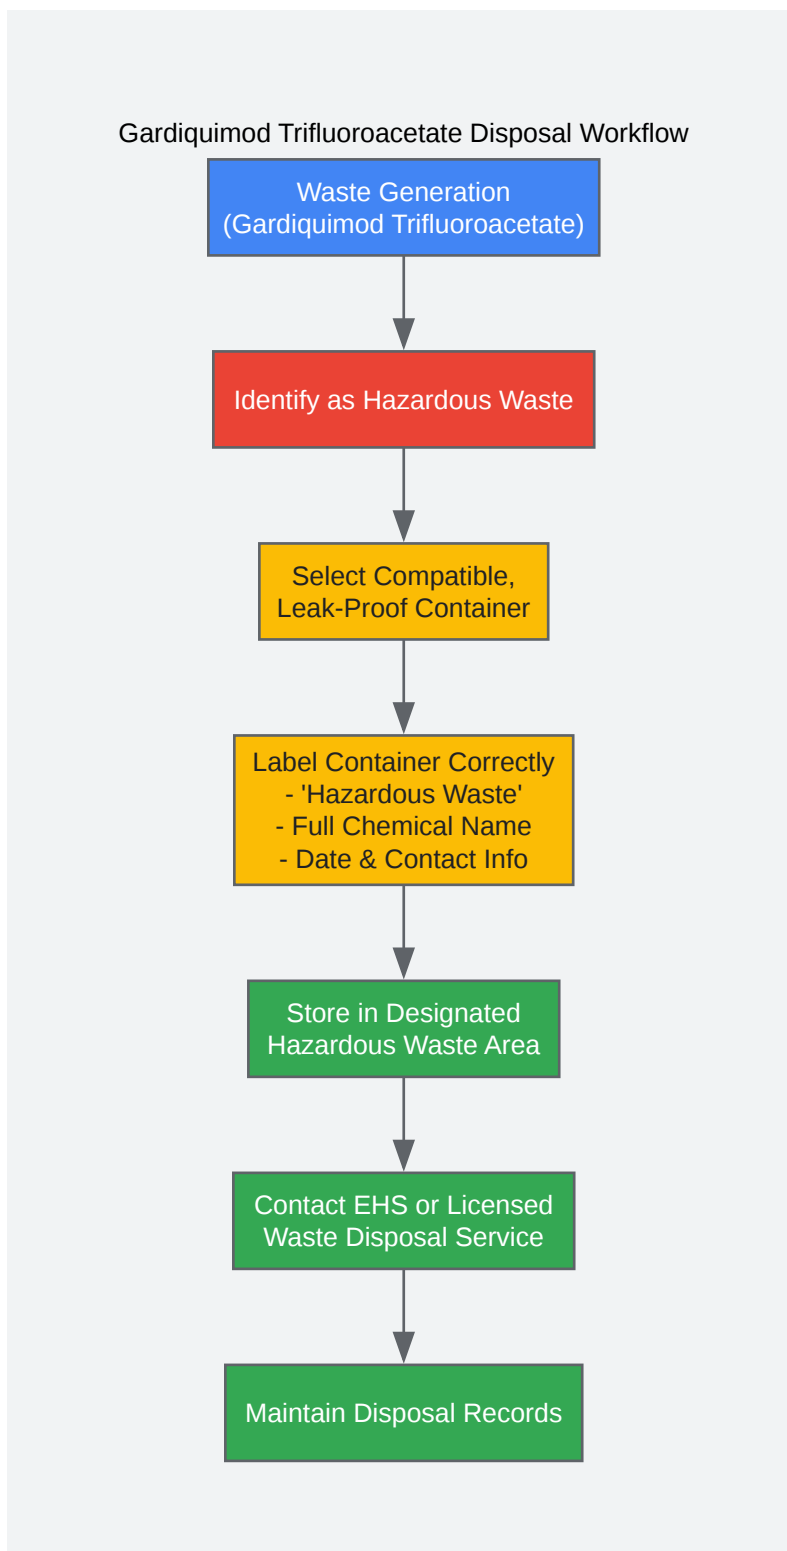 Gardiquimod Trifluoroacetate Disposal Workflow
Waste Generation
(Gardiquimod Trifluoroacetate)
Identify as Hazardous Waste
Select Compatible,
Leak-Proof Container
Label Container Correctly
- 'Hazardous Waste'
- Full Chemical Name
- Date & Contact Info
Store in Designated
Hazardous Waste Area
Contact EHS or Licensed
Waste Disposal Service
Maintain Disposal Records